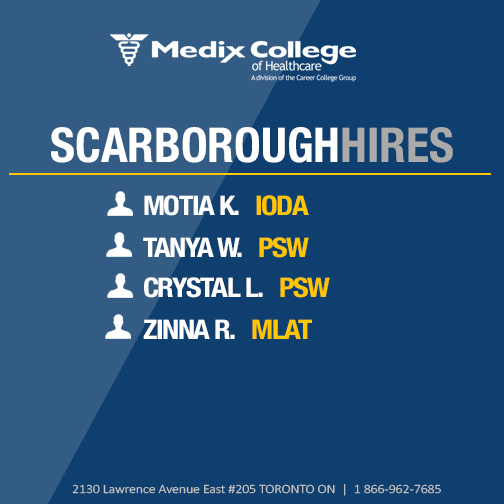 Medix College
of Healthcare
A division of the Career College Group
SCARBOROUGHHIRES
MOTIA K. IODA
TANYA W. PSW
CRYSTAL L. PSW
ZINNA R. MLAT
2130 Lawrence Avenue East #205 TORONTO ON | 1 866-962-7685